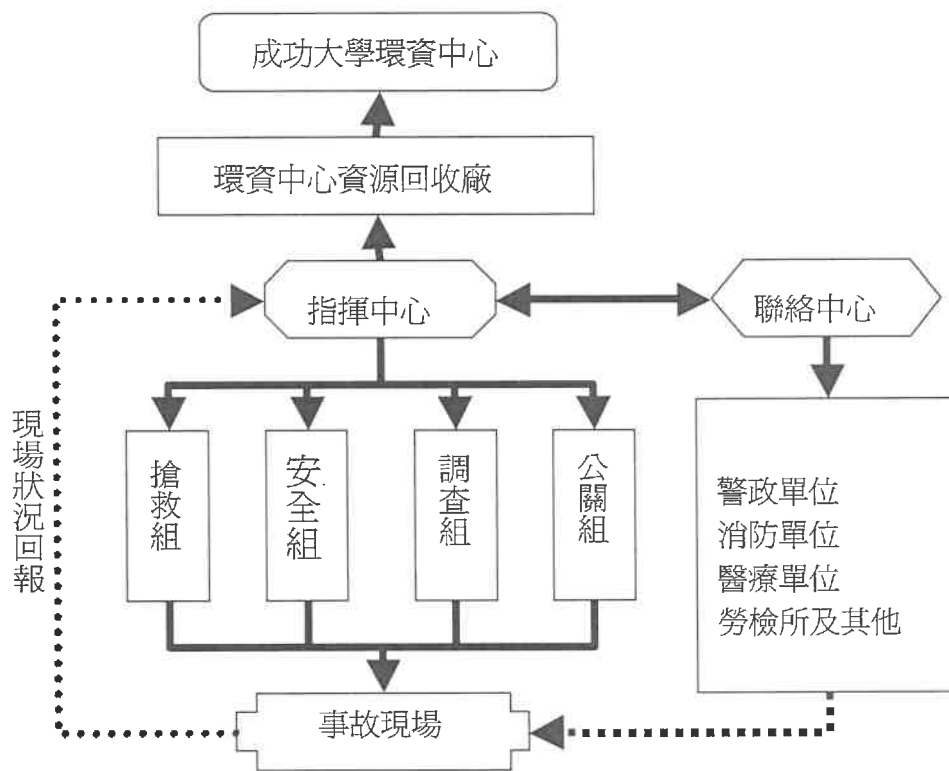 成功大學環資中心
環資中心資源回收廠
指揮中心
聯絡中心
現場狀況回報
搶救組
安全組
調查組
公關組
警政單位
消防單位
醫療單位
勞檢所及其他
事故現場